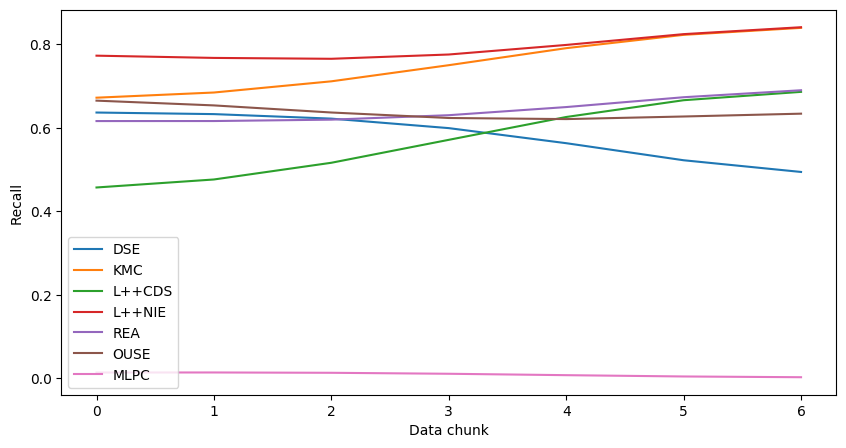 0.8
0.6
0.4
0.2
0.0
Recall
DSE
KMC
L++CDS
L++NIE
REA
OUSE
MLPC
0 1 2 3 4 5 6
Data chunk